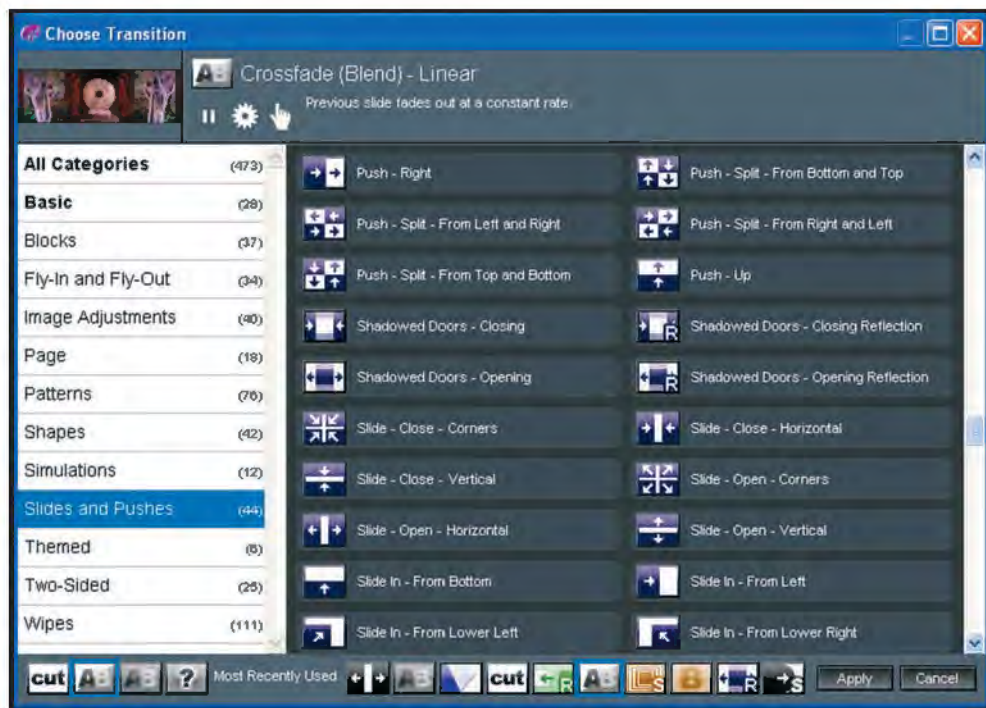 Choose Transition
AB Crossfade (Blend) - Linear
Previous slide fades out at a constant rate.
All Categories (473)
Basic (28)
Blocks (37)
Fly-In and Fly-Out (34)
Image Adjustments (40)
Page (18)
Patterns (76)
Shapes (42)
Simulations (12)
Slides and Pushes (44)
Themed (6)
Two-Sided (25)
Wipes (111)
Push - Right
Push - Split - From Bottom and Top
Push - Split - From Left and Right
Push - Split - From Right and Left
Push - Split - From Top and Bottom
Push - Up
Shadowed Doors - Closing
R Shadowed Doors - Closing Reflection
Shadowed Doors - Opening
R Shadowed Doors - Opening Reflection
Slide - Close - Corners
Slide - Close - Horizontal
Slide - Close - Vertical
Slide - Open - Corners
Slide - Open - Horizontal
Slide - Open - Vertical
Slide In - From Bottom
Slide In - From Left
Slide In - From Lower Left
Slide In - From Lower Right
cut AB AB ? Most Recently Used AB cut R AB S B R S Apply Cancel